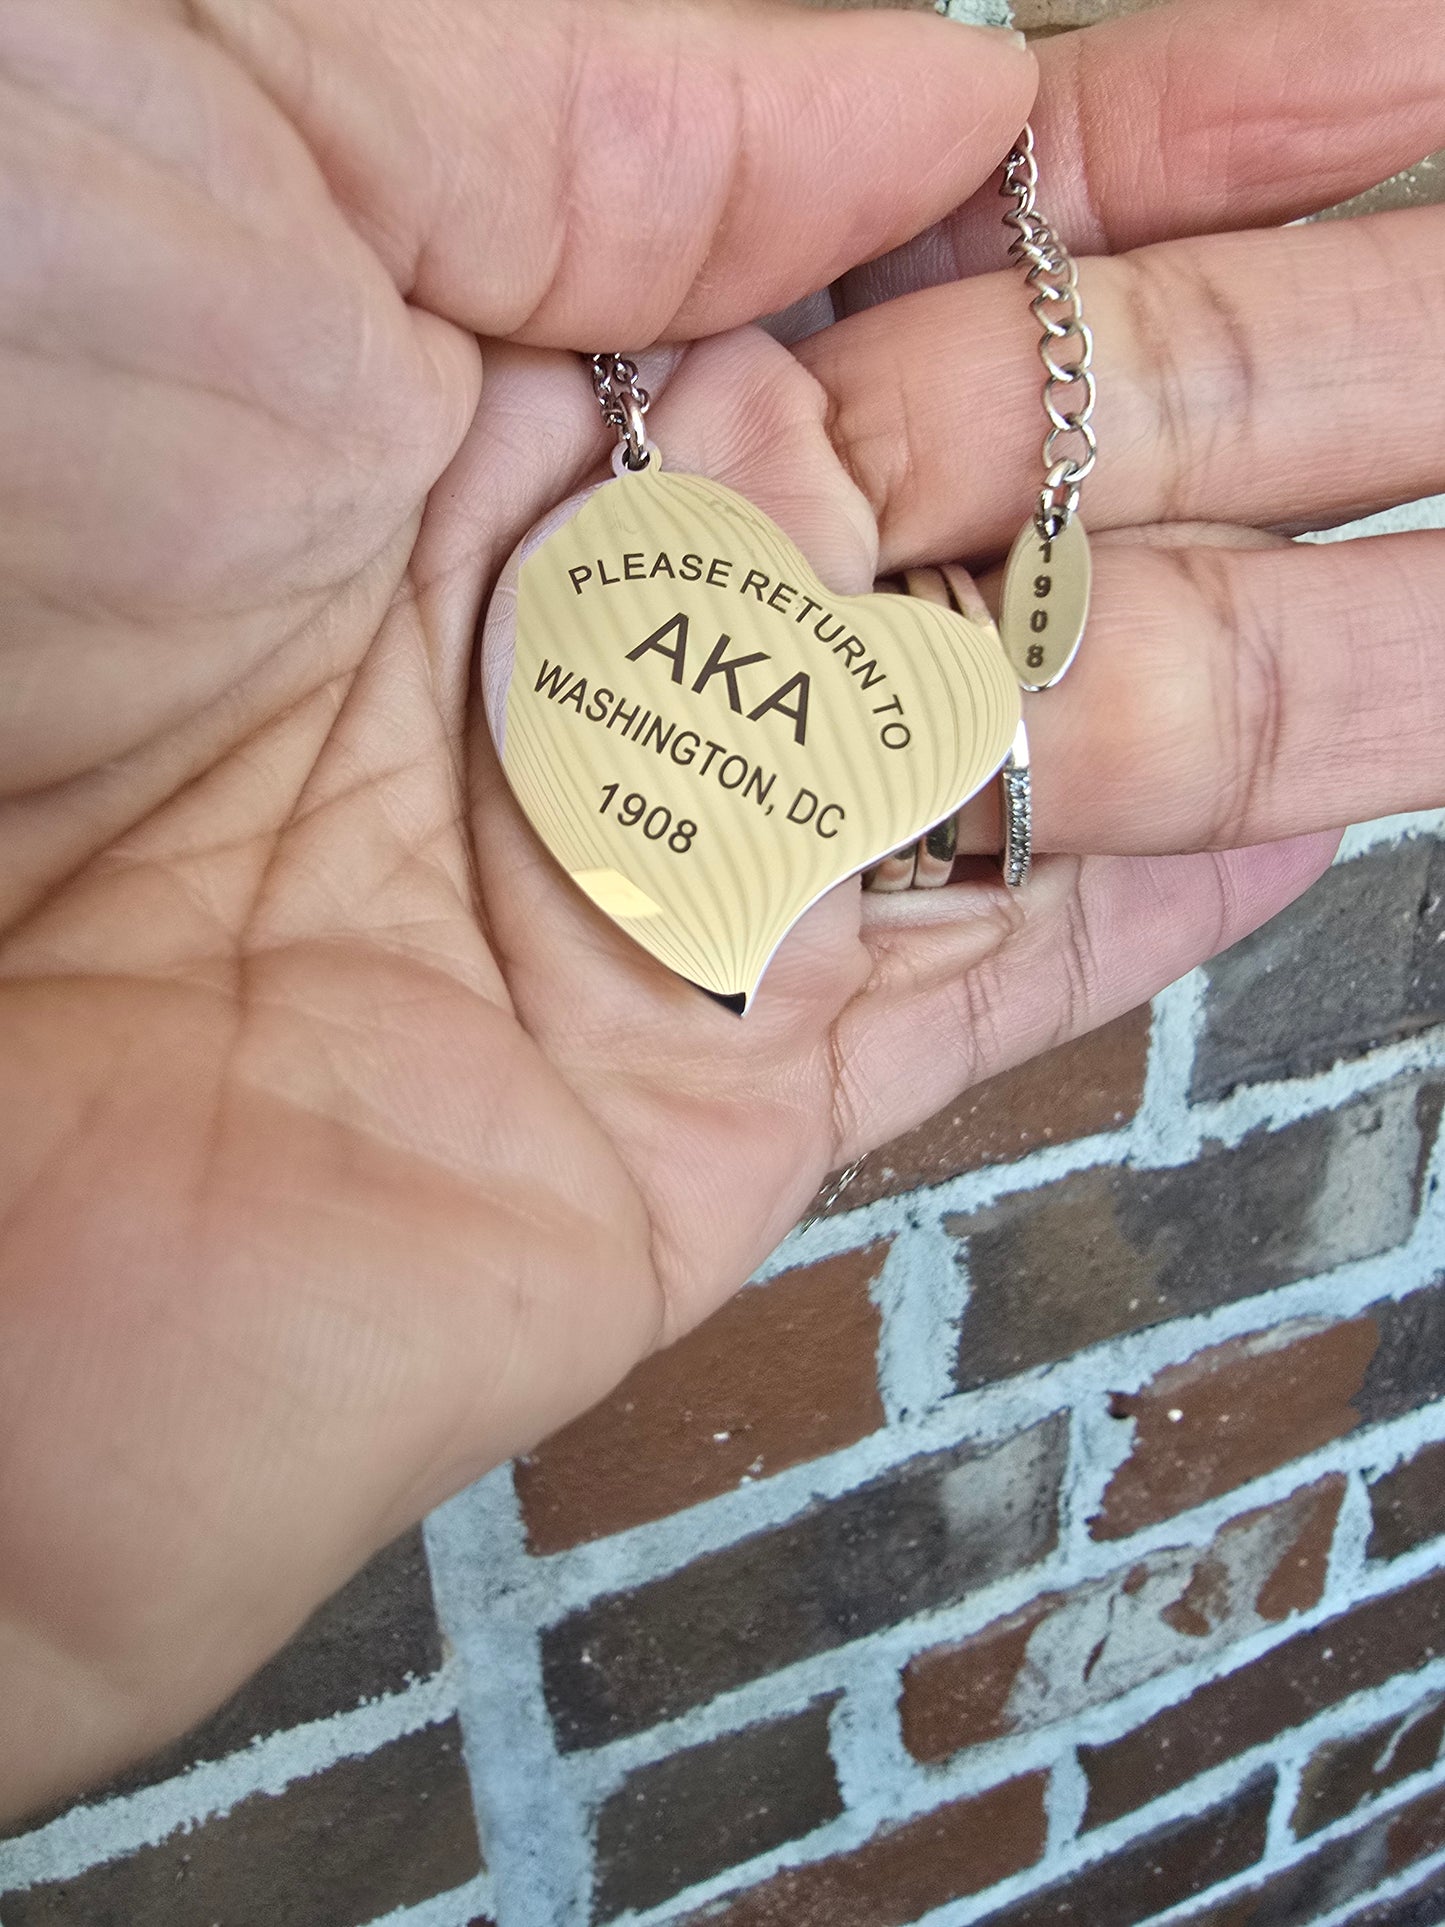 PLEASE RETURN TO
AKA
WASHINGTON, DC
1908
1908